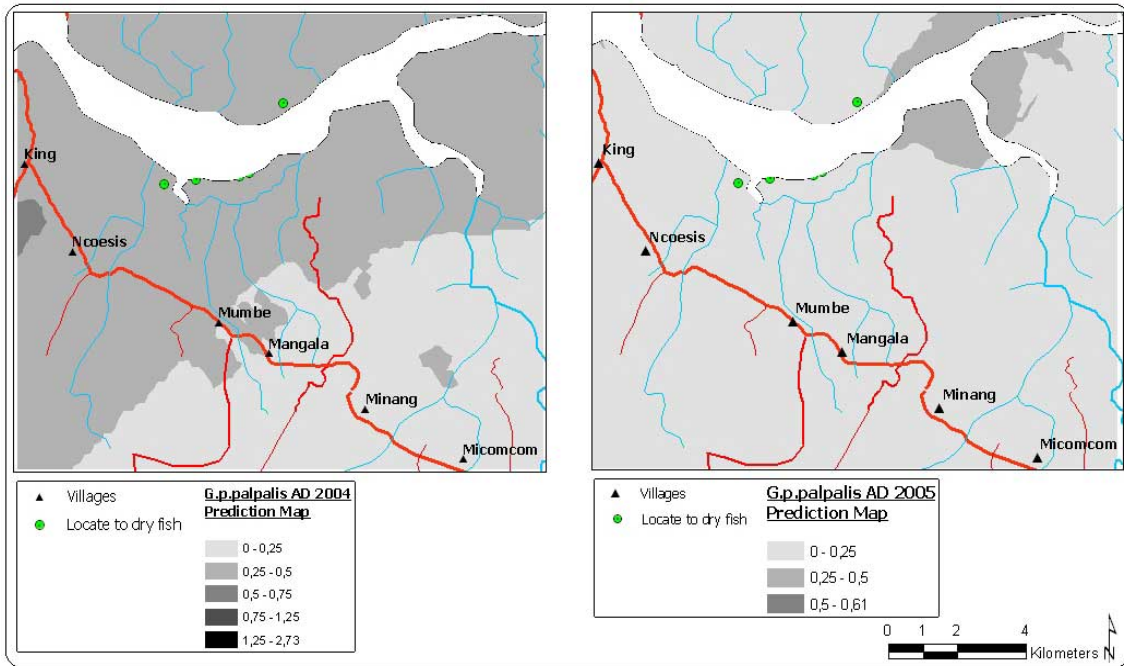 King
Ncoesis
Mumbe
Mangala
Minang
Micomcom
Villages
Locate to dry fish
G.p.palpalis AD 2004
Prediction Map
0 - 0,25
0,25 - 0,5
0,5 - 0,75
0,75 - 1,25
1,25 - 2,73
King
Ncoesis
Mumbe
Mangala
Minang
Micomcom
Villages
Locate to dry fish
G.p.palpalis AD 2005
Prediction Map
0 - 0,25
0,25 - 0,5
0,5 - 0,61
0 1 2 4
Kilometers N